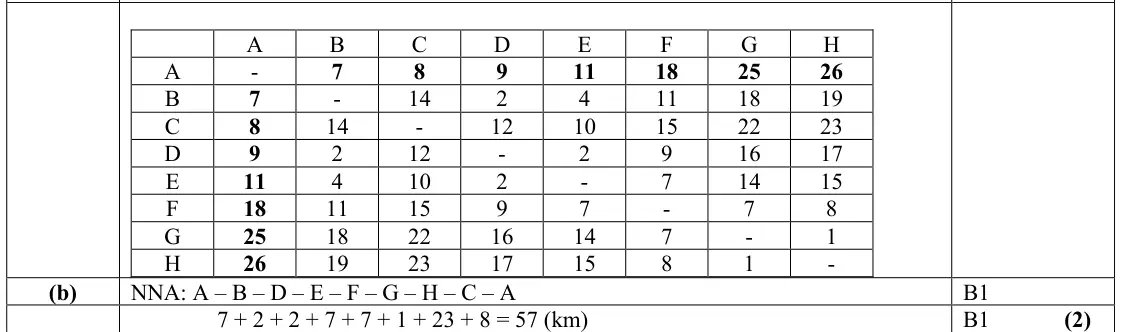 A B C D E F G H
A - 7 8 9 11 18 25 26
B 7 - 14 2 4 11 18 19
C 8 14 - 12 10 15 22 23
D 9 2 12 - 2 9 16 17
E 11 4 10 2 - 7 14 15
F 18 11 15 9 7 - 7 8
G 25 18 22 16 14 7 - 1
H 26 19 23 17 15 8 1 -
(b) NNA: A – B – D – E – F – G – H – C – A B1
7 + 2 + 2 + 7 + 7 + 1 + 23 + 8 = 57 (km) B1 (2)